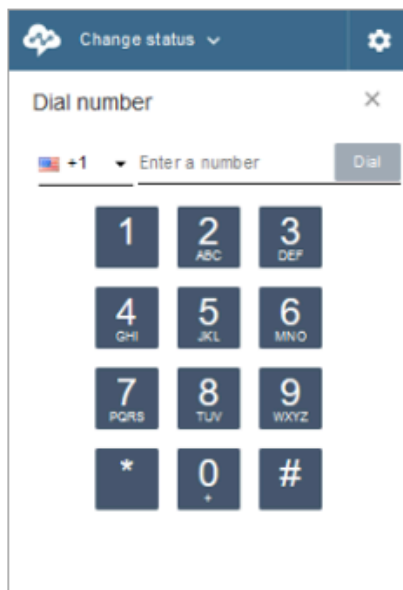 Change status
Dial number
+1 Enter a number Dial
1 2 3
ABC DEF
4 5 6
GHI JKL MNO
7 8 9
PQRS TUV WXYZ
* 0 #
+